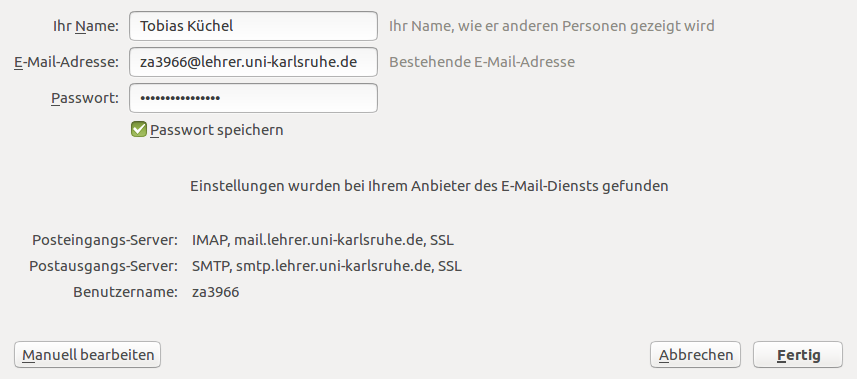 Ihr Name: Tobias Küchel Ihr Name, wie er anderen Personen gezeigt wird
E-Mail-Adresse: za3966@lehrer.uni-karlsruhe.de Bestehende E-Mail-Adresse
Passwort: ••••••••••••••••
Passwort speichern
Einstellungen wurden bei Ihrem Anbieter des E-Mail-Diensts gefunden
Posteingangs-Server: IMAP, mail.lehrer.uni-karlsruhe.de, SSL
Postausgangs-Server: SMTP, smtp.lehrer.uni-karlsruhe.de, SSL
Benutzername: za3966
Manuell bearbeiten Abbrechen Fertig